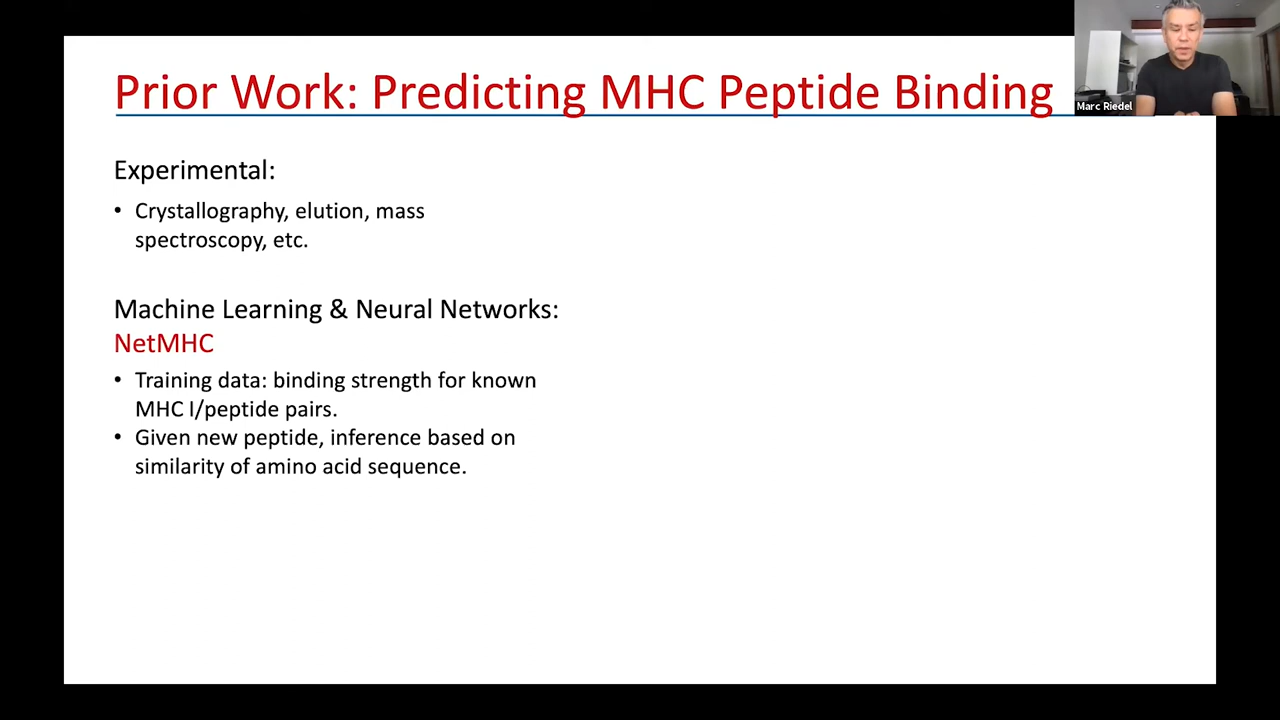 Prior Work: Predicting MHC Peptide Binding
Marc Riedel
Experimental:
• Crystallography, elution, mass
spectroscopy, etc.
Machine Learning & Neural Networks:
NetMHC
• Training data: binding strength for known
MHC I/peptide pairs.
• Given new peptide, inference based on
similarity of amino acid sequence.